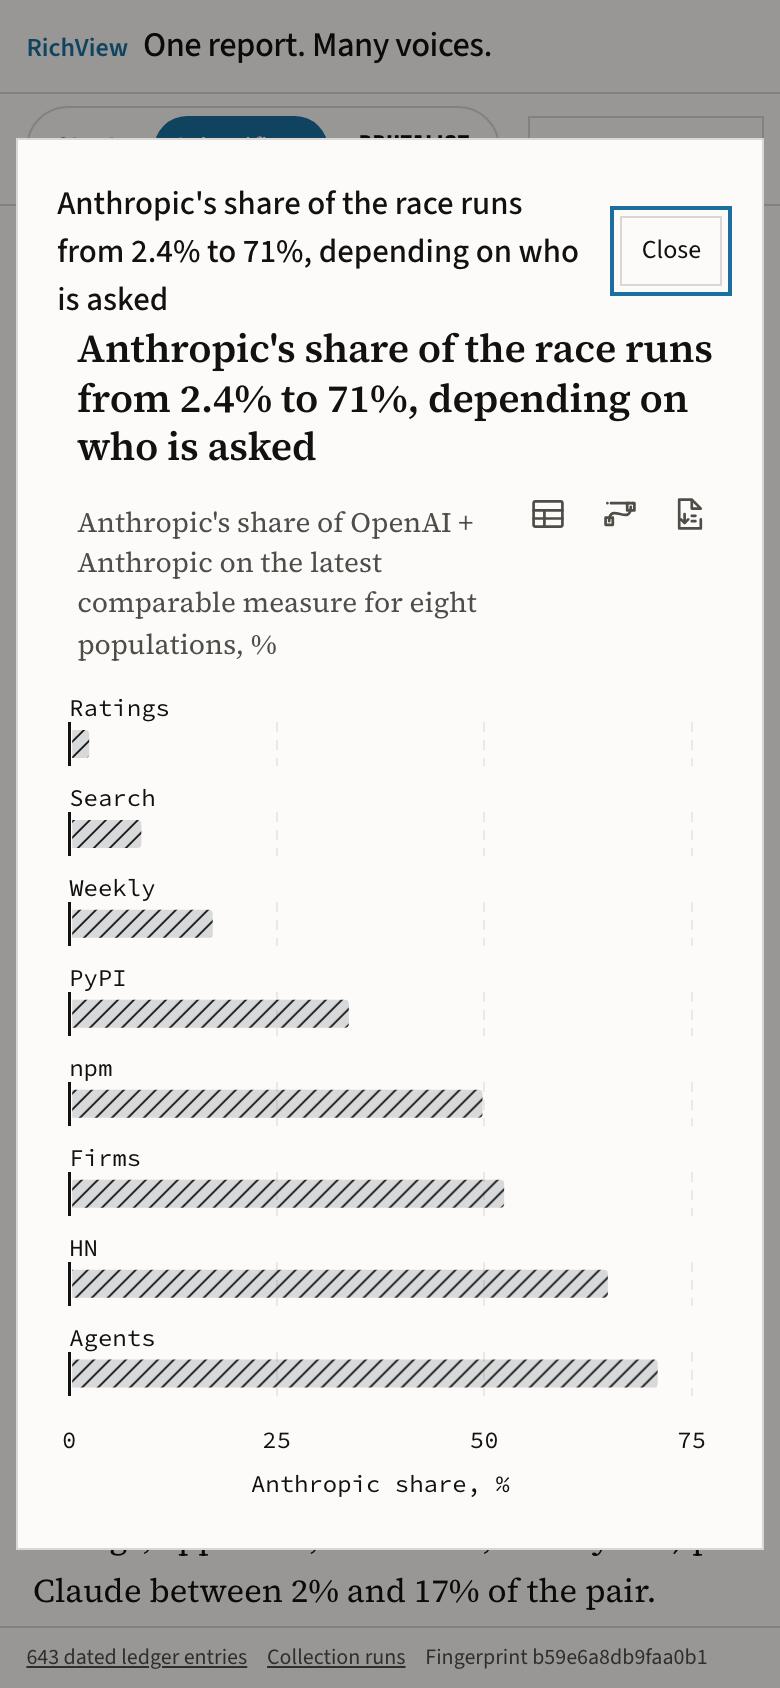 RichView One report. Many voices.
Anthropic's share of the race runs
from 2.4% to 71%, depending on who
is asked
Close
Anthropic's share of the race runs
from 2.4% to 71%, depending on
who is asked
Anthropic's share of OpenAI +
Anthropic on the latest
comparable measure for eight
populations, %
Ratings
Search
Weekly
PyPI
npm
Firms
HN
Agents
0 25 50 75
Anthropic share, %
Claude between 2% and 17% of the pair.
643 dated ledger entries Collection runs Fingerprint b59e6a8db9faa0b1